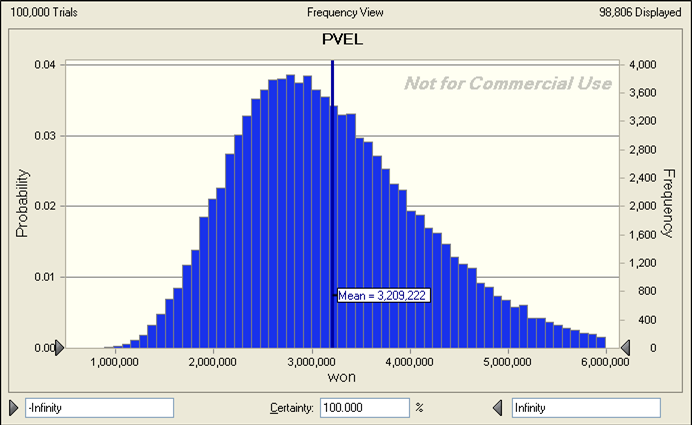 100,000 Trials Frequency View 98,806 Displayed
PVEL
Not for Commercial Use
0.04 4,000
3,600
0.03 3,200
2,800
2,400
0.02 2,000
1,600
1,200
0.01 800
400
0.00 0
Probability
Frequency
Mean = 3,209,222
1,000,000 2,000,000 3,000,000 4,000,000 5,000,000 6,000,000
won
-Infinity Certainty: 100.000 % Infinity